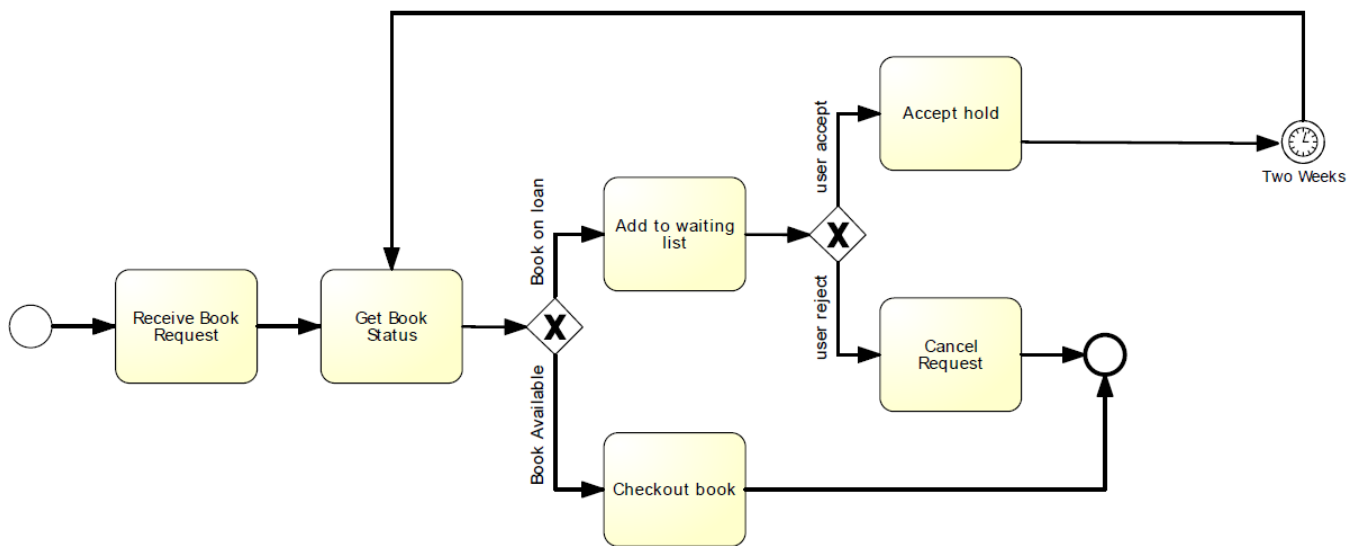 Receive Book
Request
Get Book
Status
Book on loan
Book Available
Add to waiting
list
Checkout book
user accept
user reject
Accept hold
Cancel
Request
Two Weeks